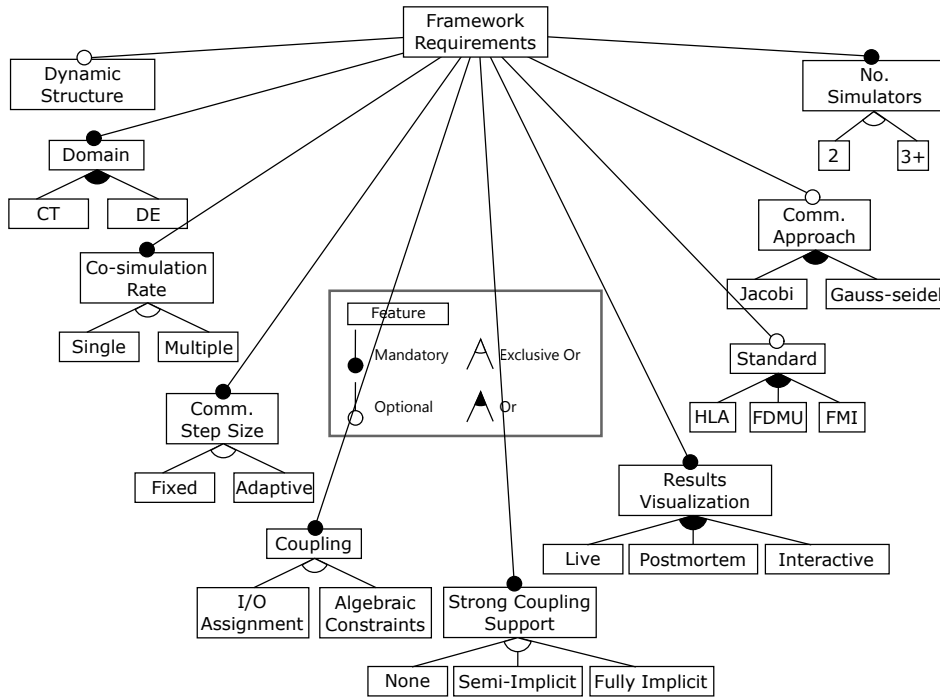 Framework
Requirements
Dynamic
Structure
No.
Simulators
2
3+
Domain
CT
DE
Comm.
Approach
Jacobi
Gauss-seidel
Co-simulation
Rate
Single
Multiple
Feature
Mandatory
Exclusive Or
Optional
Or
Standard
HLA
FDMU
FMI
Comm.
Step Size
Fixed
Adaptive
Results
Visualization
Live
Postmortem
Interactive
Coupling
I/O
Assignment
Algebraic
Constraints
Strong Coupling
Support
None
Semi-Implicit
Fully Implicit